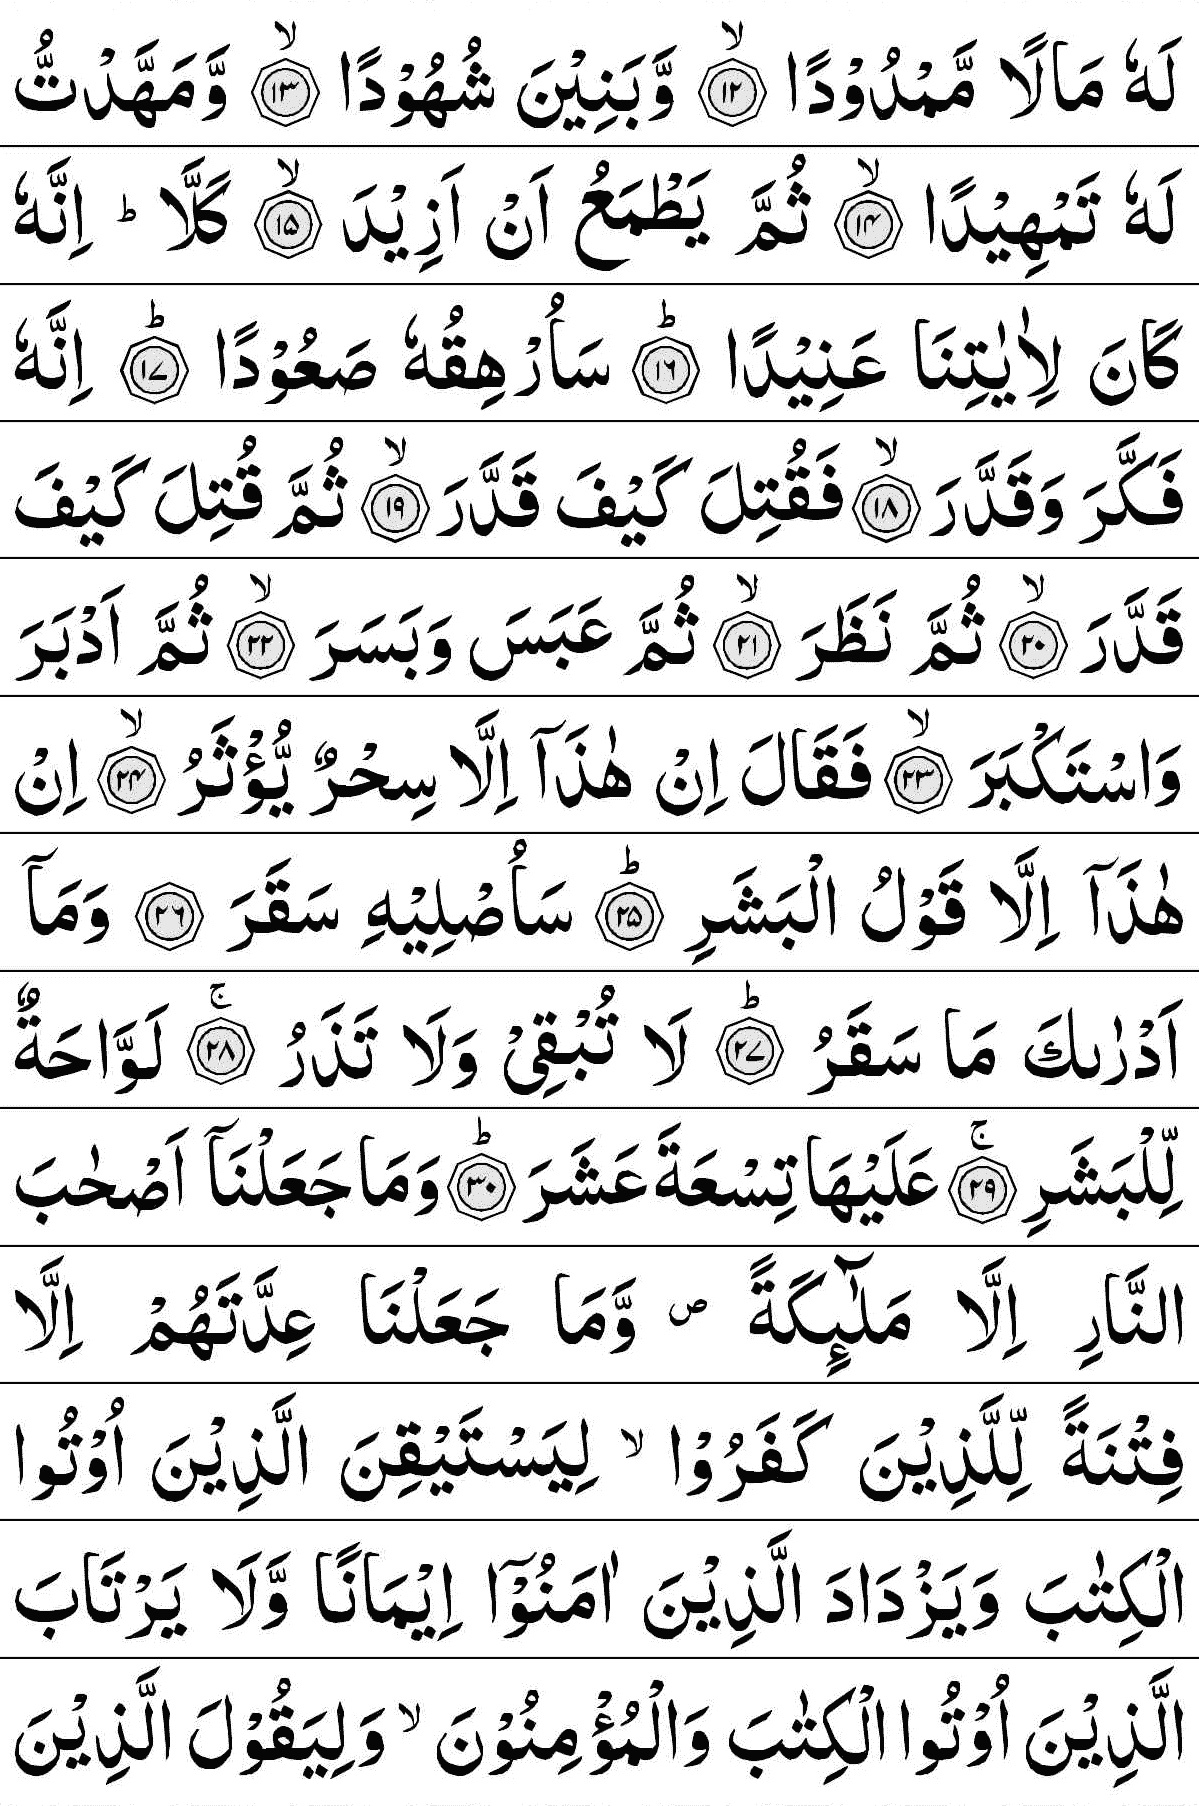 لَهٗ مَالًا مَّمْدُوْدًا ۙ‏﴿۱۲﴾ وَّبَنِيْنَ شُهُوْدًا ۙ‏﴿۱۳﴾ وَّمَهَّدْتُّ
لَهٗ تَمْهِيْدًا ۙ‏﴿۱۴﴾ ثُمَّ يَطْمَعُ اَنْ اَزِيْدَ ۙ‏﴿۱۵﴾ كَلَّا ؕ اِنَّهٗ
كَانَ لِاٰيٰتِنَا عَنِيْدًا ؕ‏﴿۱۶﴾ سَاُرْهِقُهٗ صَعُوْدًا ؕ‏﴿۱۷﴾ اِنَّهٗ
فَكَّرَ وَقَدَّرَ ۙ‏﴿۱۸﴾ فَقُتِلَ كَيْفَ قَدَّرَ ۙ‏﴿۱۹﴾ ثُمَّ قُتِلَ كَيْفَ
قَدَّرَ ۙ‏﴿۲۰﴾ ثُمَّ نَظَرَ ۙ‏﴿۲۱﴾ ثُمَّ عَبَسَ وَبَسَرَ ۙ‏﴿۲۲﴾ ثُمَّ اَدْبَرَ
وَاسْتَكْبَرَ ۙ‏﴿۲۳﴾ فَقَالَ اِنْ هٰذَاۤ اِلَّا سِحْرٌ يُّؤْثَرُ ۙ‏﴿۲۴﴾ اِنْ
هٰذَاۤ اِلَّا قَوْلُ الْبَشَرِ ؕ‏﴿۲۵﴾ سَاُصْلِيْهِ سَقَرَ ﴿۲۶﴾ وَمَاۤ
اَدْرٰىكَ مَا سَقَرُ ؕ‏﴿۲۷﴾ لَا تُبْقِىْ وَلَا تَذَرُ ۚ‏﴿۲۸﴾ لَوَّاحَةٌ
لِّلْبَشَرِ ۚ‏﴿۲۹﴾ عَلَيْهَا تِسْعَةَ عَشَرَ ؕ‏﴿۳۰﴾ وَمَا جَعَلْنَاۤ اَصْحٰبَ
النَّارِ اِلَّا مَلٰٓٮِٕكَةً ۖ وَّمَا جَعَلْنَا عِدَّتَهُمْ اِلَّا
فِتْنَةً لِّلَّذِيْنَ كَفَرُوْا ۙ لِيَسْتَيْقِنَ الَّذِيْنَ اُوْتُوا
الْكِتٰبَ وَيَزْدَادَ الَّذِيْنَ اٰمَنُوْۤا اِيْمَانًا وَّلَا يَرْتَابَ
الَّذِيْنَ اُوْتُوا الْكِتٰبَ وَالْمُؤْمِنُوْنَ ۙ وَلِيَقُوْلَ الَّذِيْنَ